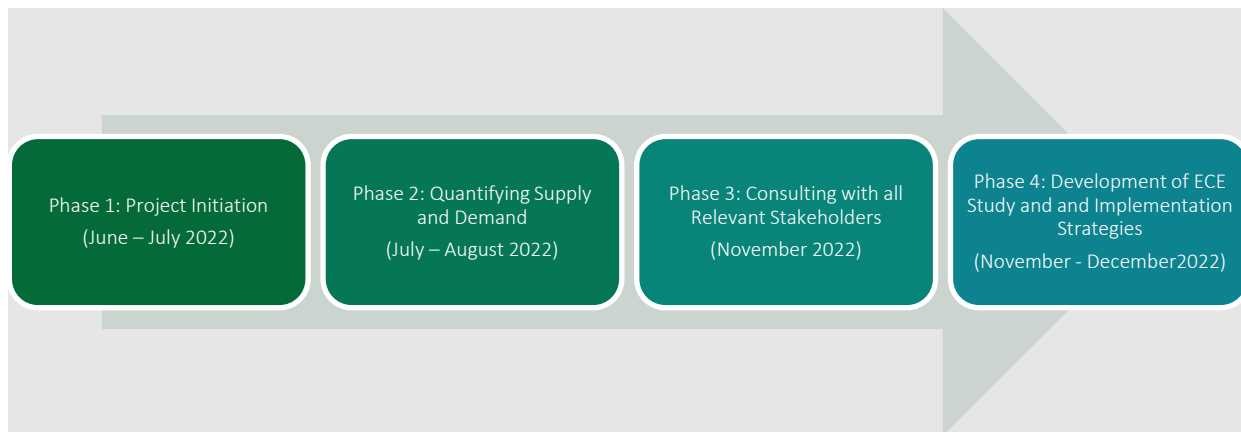 Phase 1: Project Initiation
(June – July 2022)
Phase 2: Quantifying Supply
and Demand
(July – August 2022)
Phase 3: Consulting with all
Relevant Stakeholders
(November 2022)
Phase 4: Development of ECE
Study and and Implementation
Strategies
(November - December2022)